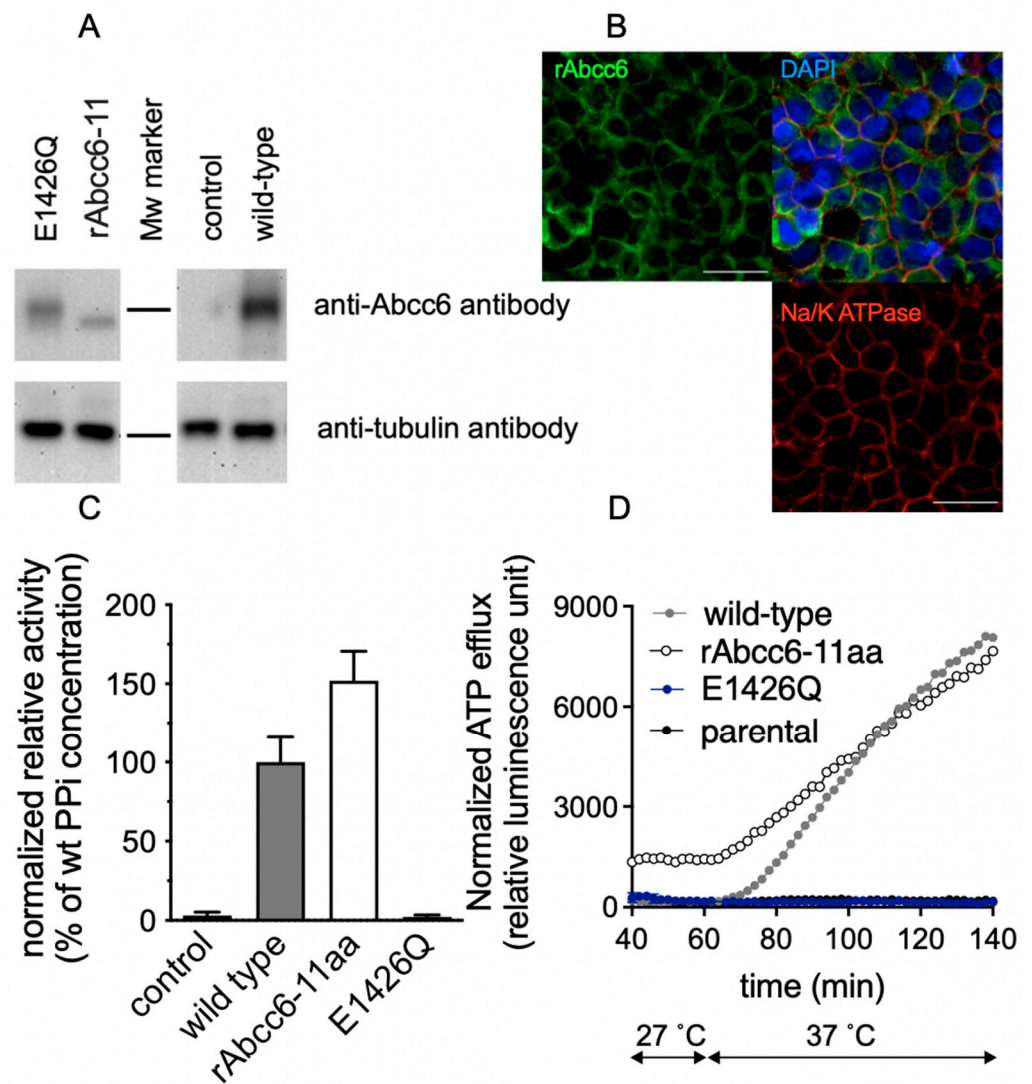 A
E1426Q
rAbcc6-11
Mw marker
control
wild-type
anti-Abcc6 antibody
anti-tubulin antibody
B
rAbcc6
DAPI
Na/K ATPase
C
normalized relative activity
(% of wt PPi concentration)
200
150
100
50
0
control
wild type
rAbcc6-11aa
E1426Q
D
Normalized ATP efflux
(relative luminescence unit)
9000
6000
3000
0
wild-type
rAbcc6-11aa
E1426Q
parental
40 60 80 100 120 140
time (min)
27 ˚C 37 ˚C